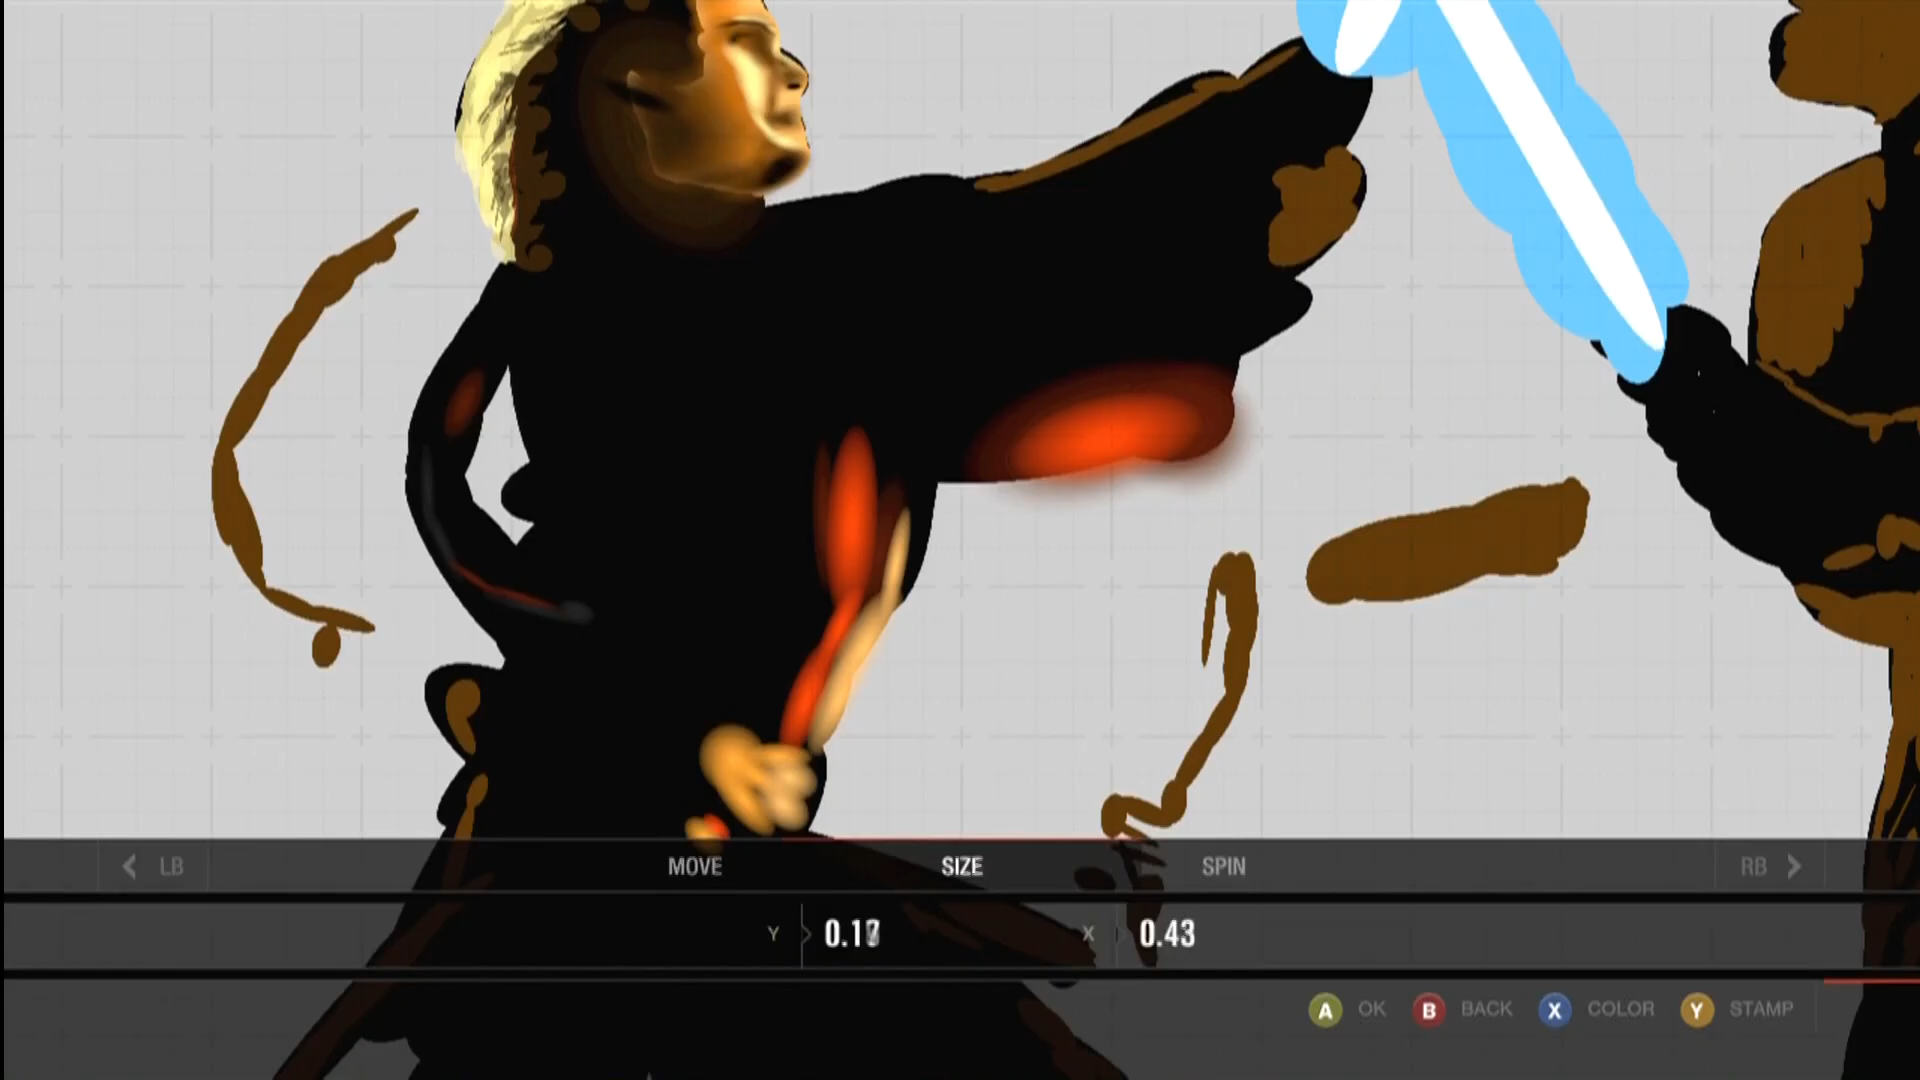 LB MOVE SIZE SPIN RB
Y X 0.43
A OK B BACK X COLOR Y STAMP